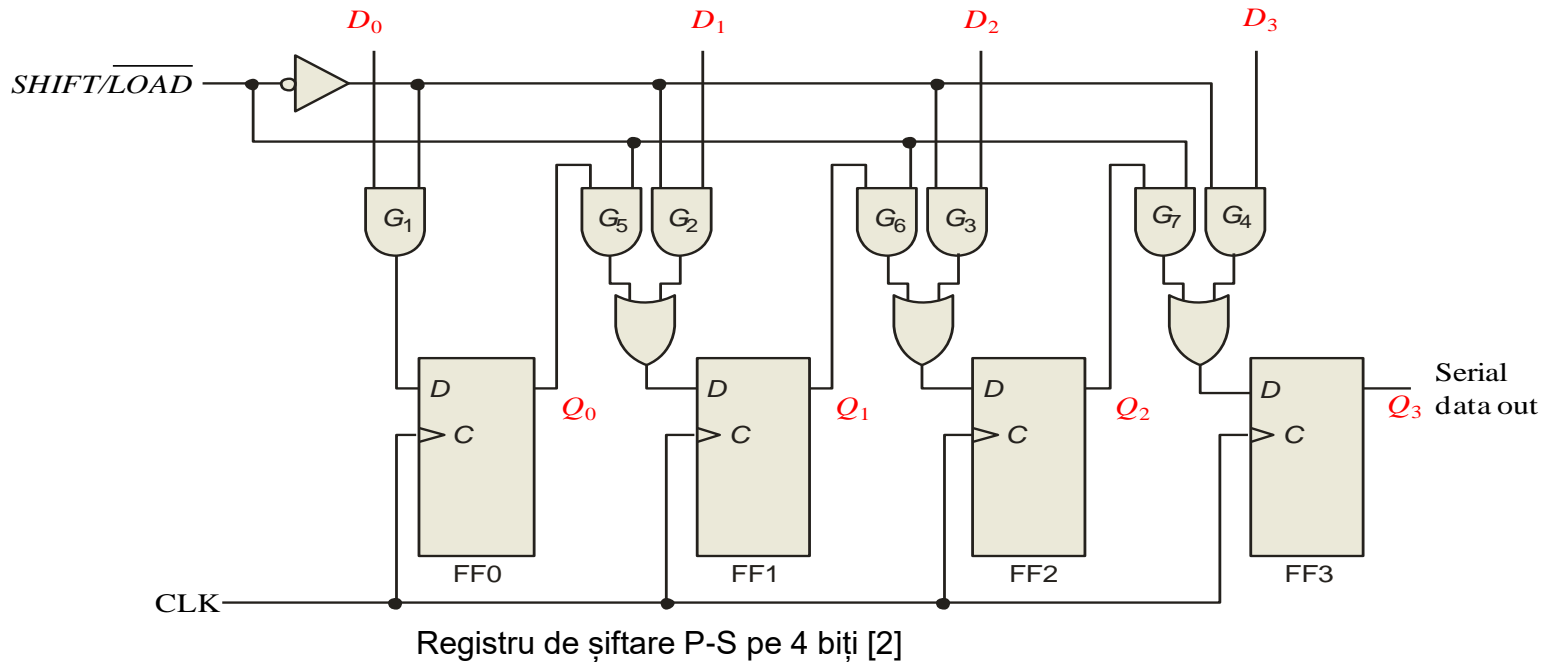 D0 D1 D2 D3
SHIFT/LOAD
G1 G5 G2 G6 G3 G7 G4
D Q0 D Q1 D Q2 D Q3 Serial
data out
C C C C
FF0 FF1 FF2 FF3
CLK
Registru de șiftare P-S pe 4 biți [2]